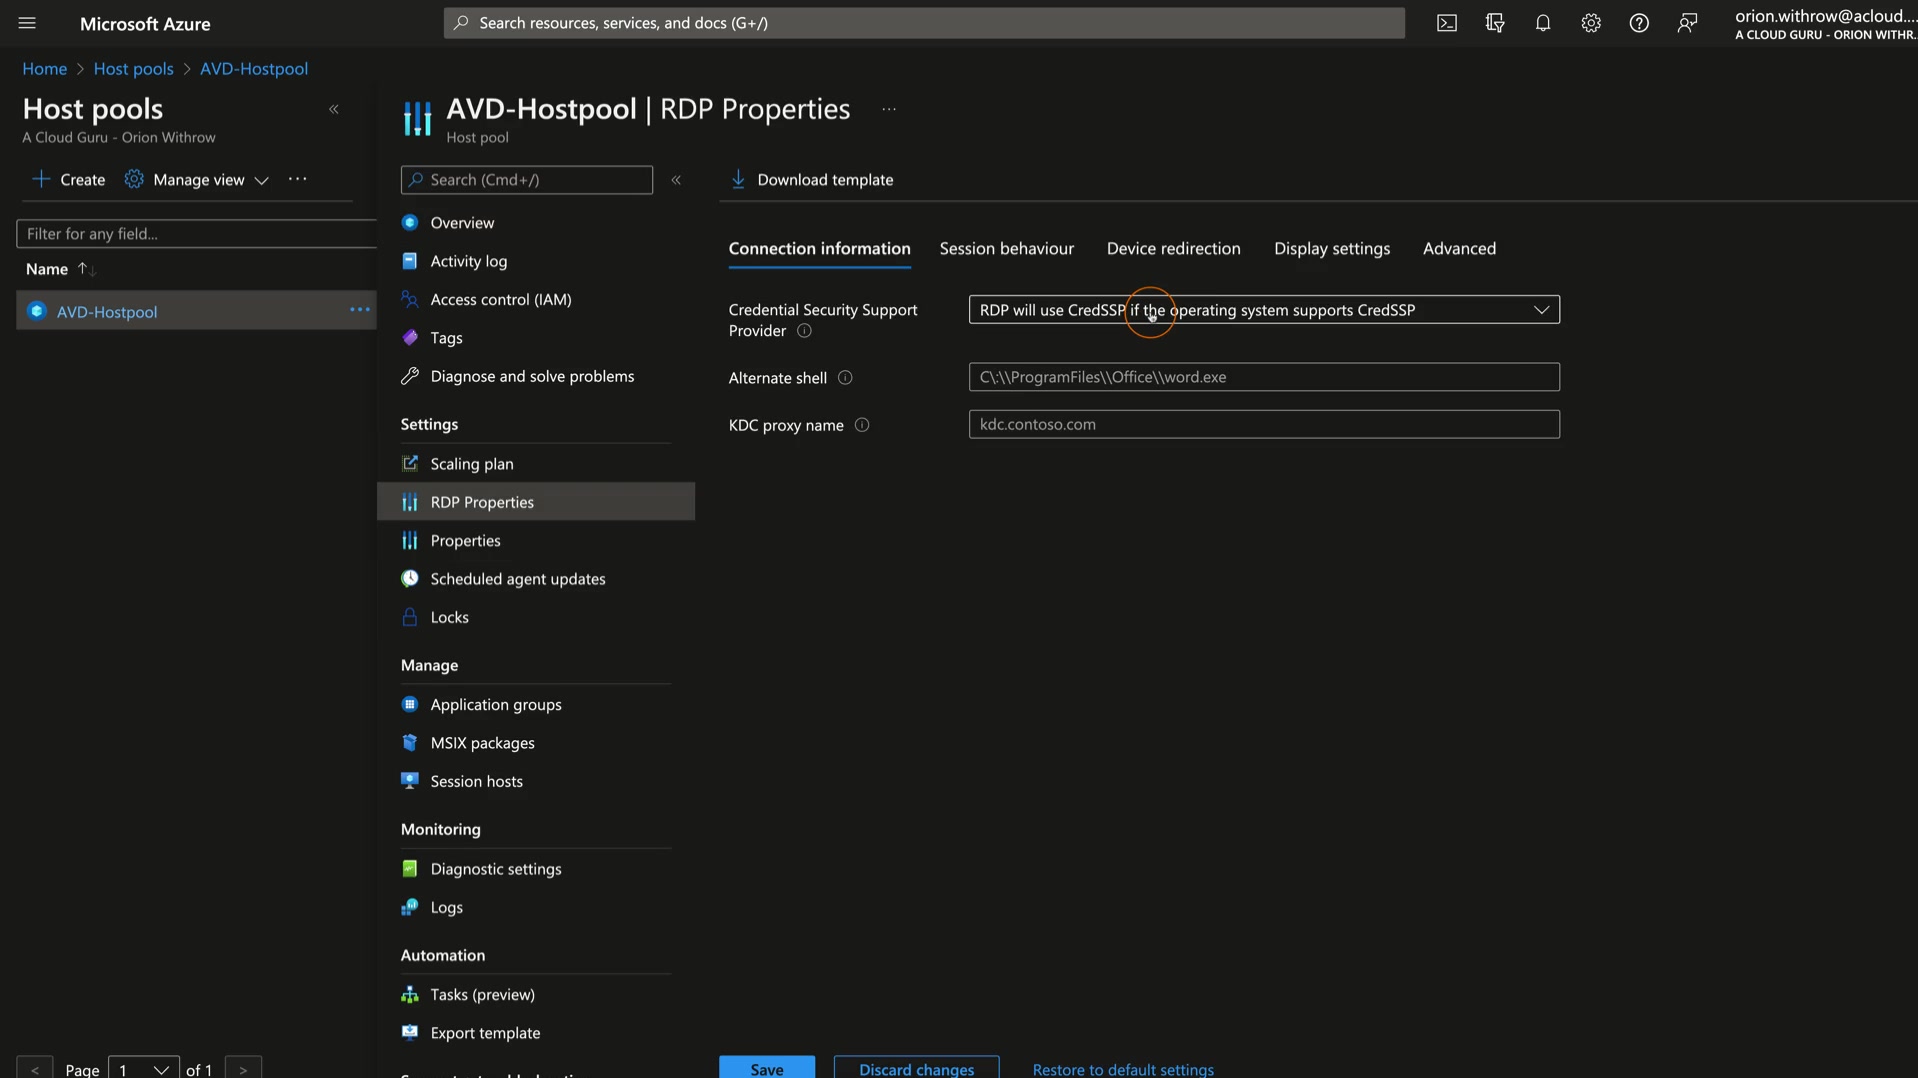 Microsoft Azure
Search resources, services, and docs (G+/)
orion.withrow@acloud....
A CLOUD GURU - ORION WITHR...
Home > Host pools > AVD-Hostpool
Host pools
A Cloud Guru - Orion Withrow
Create
Manage view
Filter for any field...
Name
AVD-Hostpool
Page 1 of 1
AVD-Hostpool | RDP Properties
Host pool
Search (Cmd+/)
Overview
Activity log
Access control (IAM)
Tags
Diagnose and solve problems
Settings
Scaling plan
RDP Properties
Properties
Scheduled agent updates
Locks
Manage
Application groups
MSIX packages
Session hosts
Monitoring
Diagnostic settings
Logs
Automation
Tasks (preview)
Export template
Download template
Connection information
Session behaviour
Device redirection
Display settings
Advanced
Credential Security Support
Provider
RDP will use CredSSP if the operating system supports CredSSP
Alternate shell
C\:\\ProgramFiles\\Office\\word.exe
KDC proxy name
kdc.contoso.com
Save
Discard changes
Restore to default settings